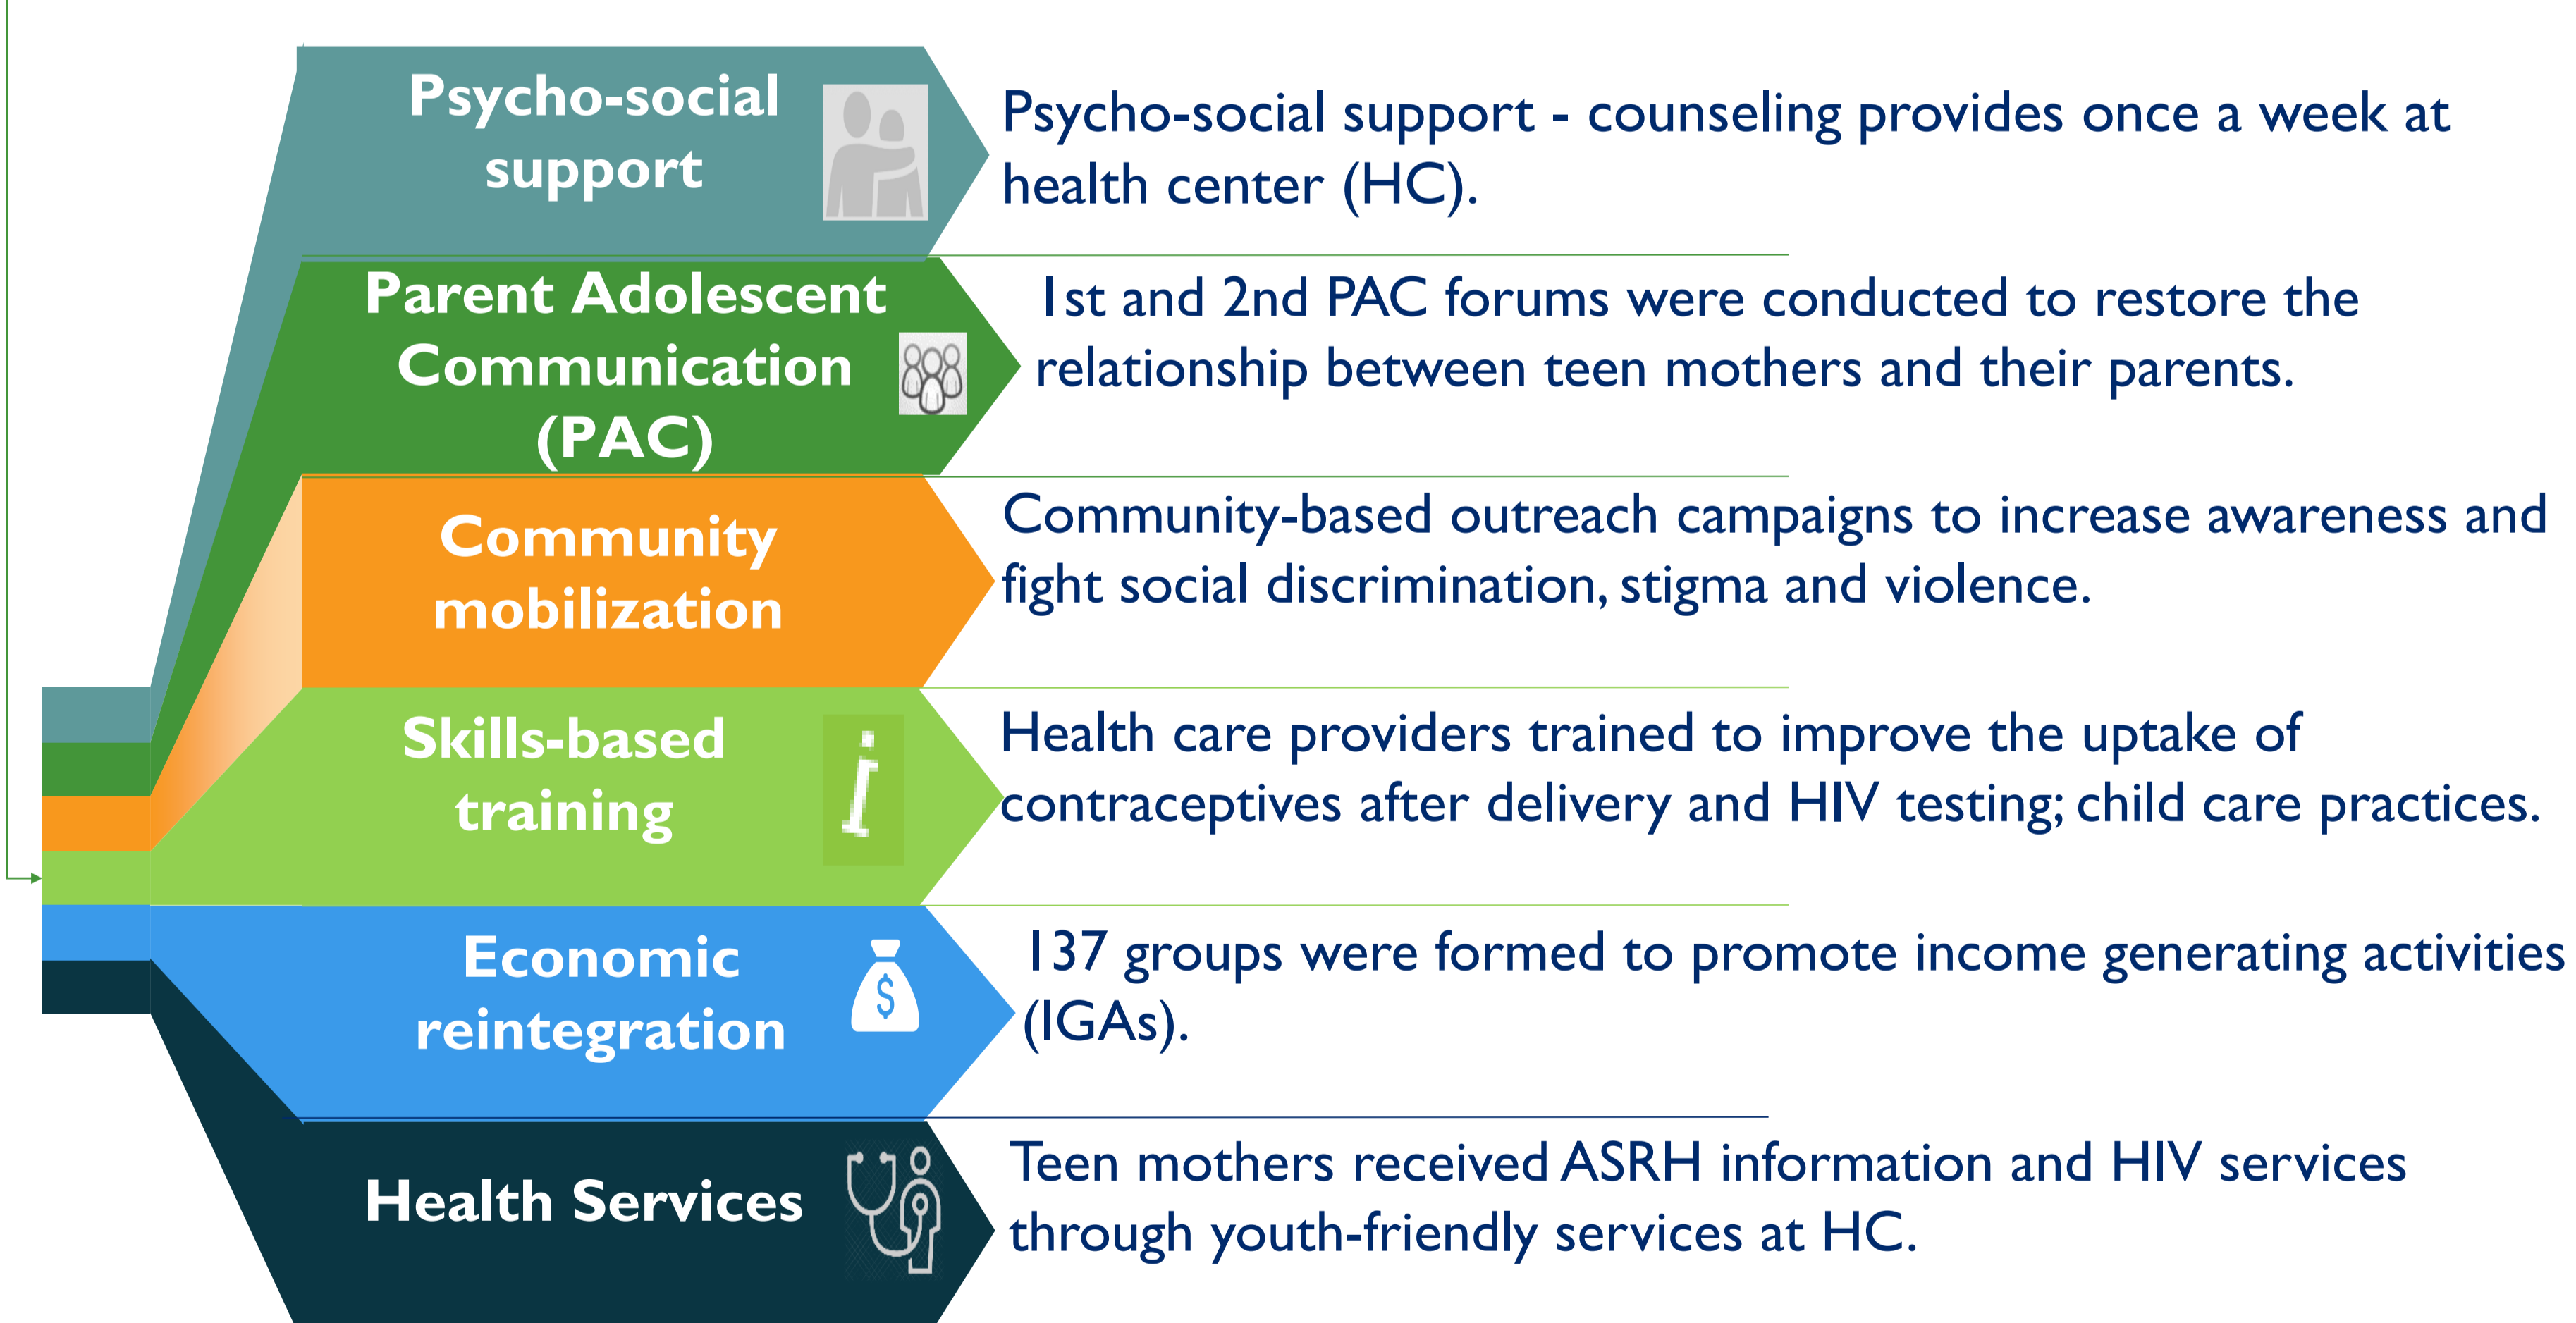 Psycho-social
support
Psycho-social support - counseling provides once a week at
health center (HC).
Parent Adolescent
Communication
(PAC)
1st and 2nd PAC forums were conducted to restore the
relationship between teen mothers and their parents.
Community
mobilization
Community-based outreach campaigns to increase awareness and
fight social discrimination, stigma and violence.
Skills-based
training
i
Health care providers trained to improve the uptake of
contraceptives after delivery and HIV testing; child care practices.
Economic
reintegration
$
137 groups were formed to promote income generating activities
(IGAs).
Health Services
Teen mothers received ASRH information and HIV services
through youth-friendly services at HC.